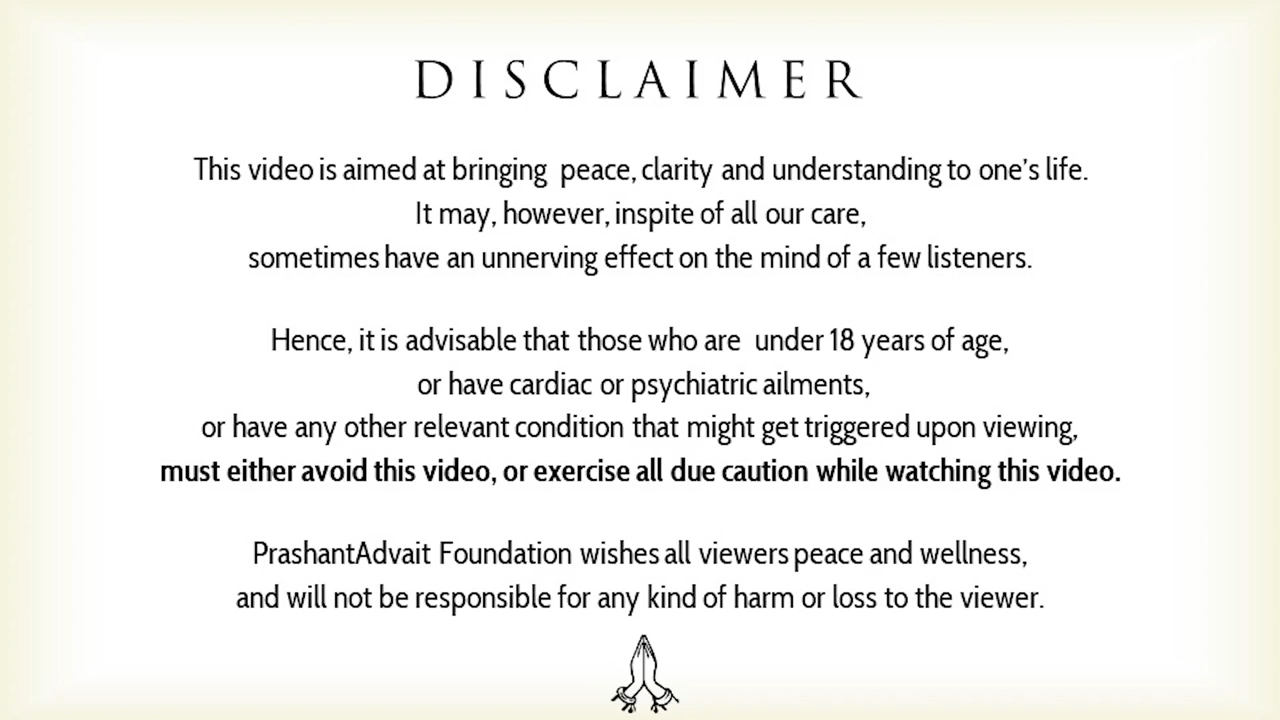 DISCLAIMER
This video is aimed at bringing peace, clarity and understanding to one's life.
It may, however, inspite of all our care,
sometimes have an unnerving effect on the mind of a few listeners.
Hence, it is advisable that those who are under 18 years of age,
or have cardiac or psychiatric ailments,
or have any other relevant condition that might get triggered upon viewing,
must either avoid this video, or exercise all due caution while watching this video.
PrashantAdvait Foundation wishes all viewers peace and wellness,
and will not be responsible for any kind of harm or loss to the viewer.